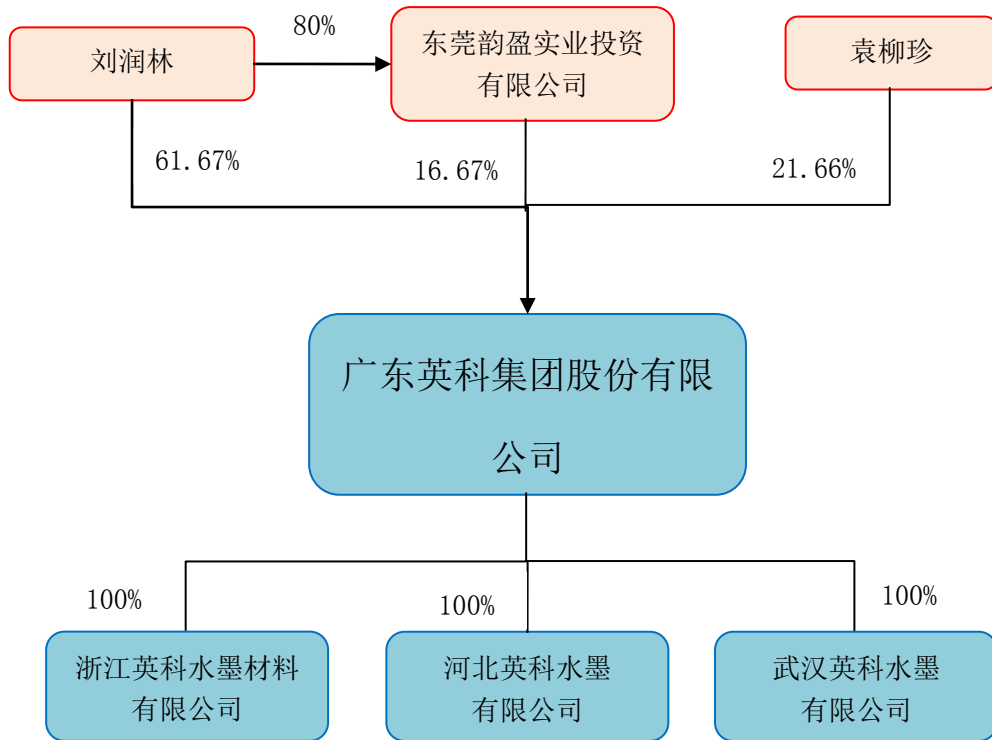 80%
刘润林
东莞韵盈实业投资
有限公司
袁柳珍
61.67%
16.67%
21.66%
广东英科集团股份有限
公司
100%
100%
100%
浙江英科水墨材料
有限公司
河北英科水墨
有限公司
武汉英科水墨
有限公司